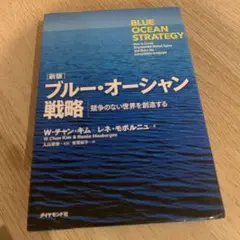 BLUE
OCEAN
STRATEGY
[新版]
ブルー・オーシャン
戦略
競争のない世界を創造する
W・チャン・キム+レネ・モボルニュ
W. Chan Kim & Renée Mauborgne
ダイヤモンド社